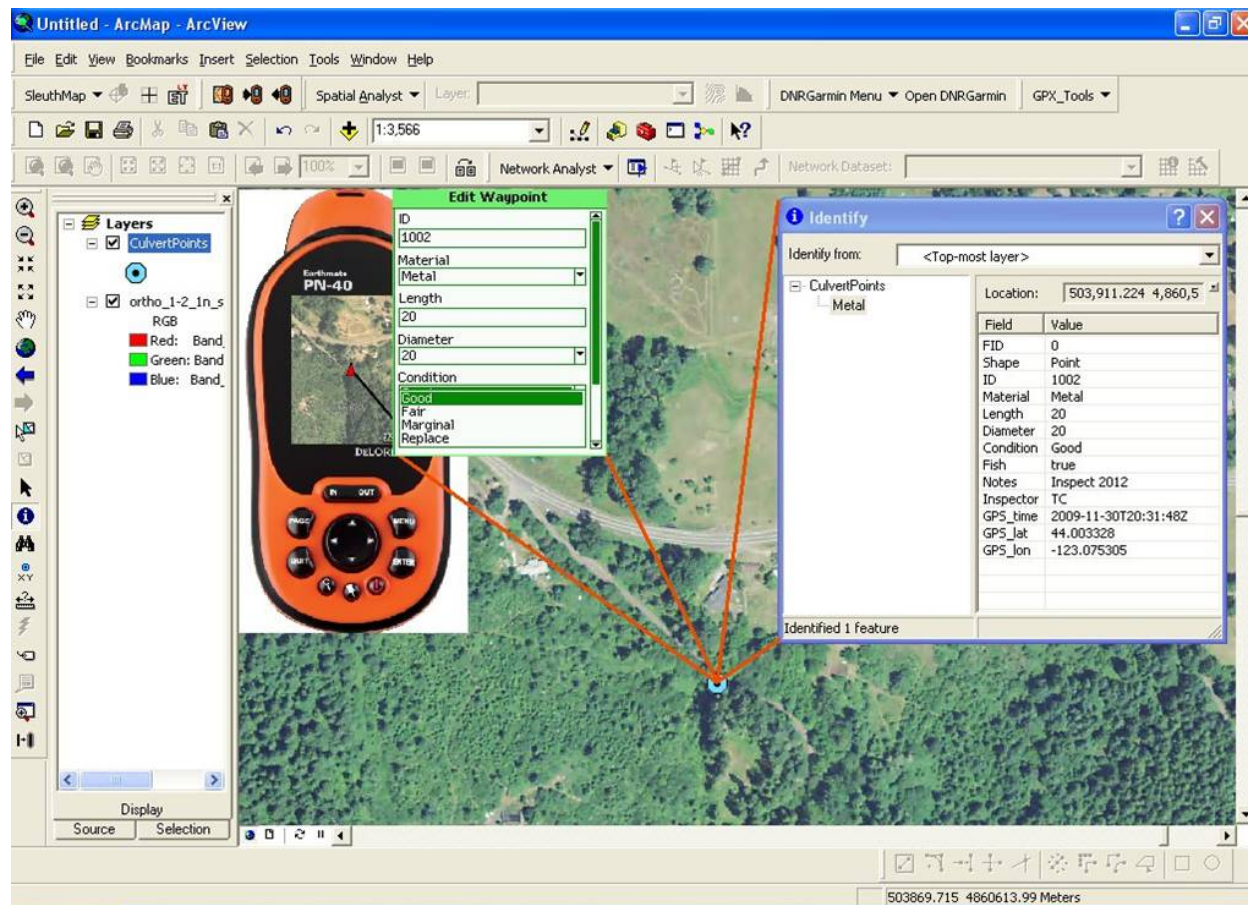 Untitled - ArcMap - ArcView
File Edit View Bookmarks Insert Selection Tools Window Help
SleuthMap Spatial Analyst Layer: DNRGarmin Menu Open DNRGarmin GPX_Tools
1:3,566
100% Network Analyst Network Dataset:
Layers
CulvertPoints
ortho_1-2_1n_s
RGB
Red: Band_
Green: Band
Blue: Band_
Display
Source Selection
Earthmate
PN-40
DELOR
IN OUT
PAGE MENU
QUIT ENTER
Edit Waypoint
ID
1002
Material
Metal
Length
20
Diameter
20
Condition
Good
Fair
Marginal
Replace
Identify
Identify from: <Top-most layer>
CulvertPoints
Metal
Location: 503,911.224 4,860,5
Field Value
FID 0
Shape Point
ID 1002
Material Metal
Length 20
Diameter 20
Condition Good
Fish true
Notes Inspect 2012
Inspector TC
GPS_time 2009-11-30T20:31:48Z
GPS_lat 44.003328
GPS_lon -123.075305
Identified 1 feature
503869.715 4860613.99 Meters